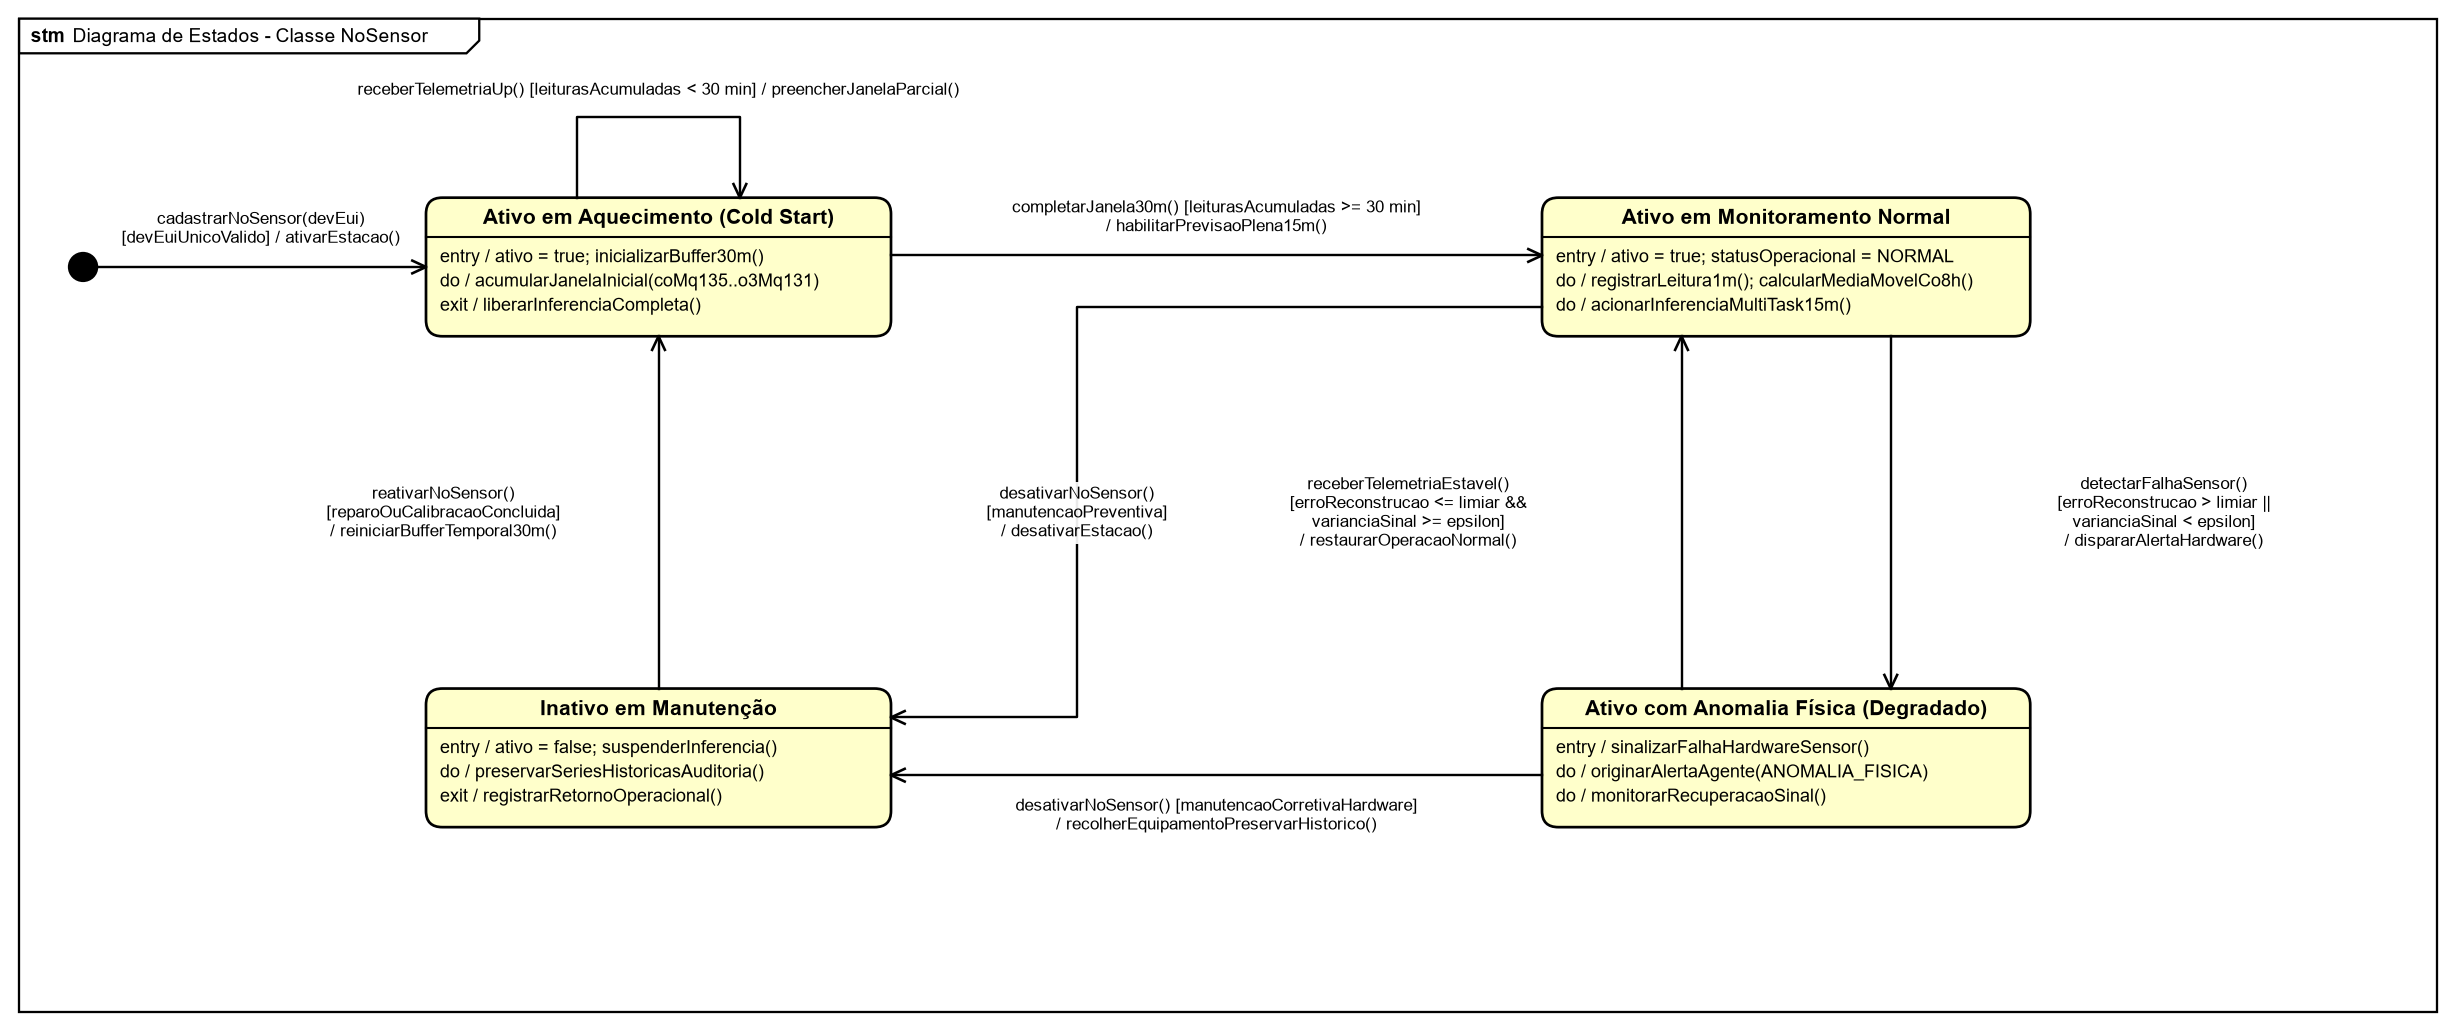 stm Diagrama de Estados - Classe NoSensor
receberTelemetriaUp() [leiturasAcumuladas < 30 min] / preencherJanelaParcial()
cadastrarNoSensor(devEui)
[devEuiUnicoValido] / ativarEstacao()
Ativo em Aquecimento (Cold Start)
entry / ativo = true; inicializarBuffer30m()
do / acumularJanelaInicial(coMq135..o3Mq131)
exit / liberarInferenciaCompleta()
completarJanela30m() [leiturasAcumuladas >= 30 min]
/ habilitarPrevisaoPlena15m()
Ativo em Monitoramento Normal
entry / ativo = true; statusOperacional = NORMAL
do / registrarLeitura1m(); calcularMediaMovelCo8h()
do / acionarInferenciaMultiTask15m()
reativarNoSensor()
[reparoOuCalibracaoConcluida]
/ reiniciarBufferTemporal30m()
desativarNoSensor()
[manutencaoPreventiva]
/ desativarEstacao()
receberTelemetriaEstavel()
[erroReconstrucao <= limiar &&
varianciaSinal >= epsilon]
/ restaurarOperacaoNormal()
detectarFalhaSensor()
[erroReconstrucao > limiar ||
varianciaSinal < epsilon]
/ dispararAlertaHardware()
Inativo em Manutenção
entry / ativo = false; suspenderInferencia()
do / preservarSeriesHistoricasAuditoria()
exit / registrarRetornoOperacional()
Ativo com Anomalia Física (Degradado)
entry / sinalizarFalhaHardwareSensor()
do / originarAlertaAgente(ANOMALIA_FISICA)
do / monitorarRecuperacaoSinal()
desativarNoSensor() [manutencaoCorretivaHardware]
/ recolherEquipamentoPreservarHistorico()